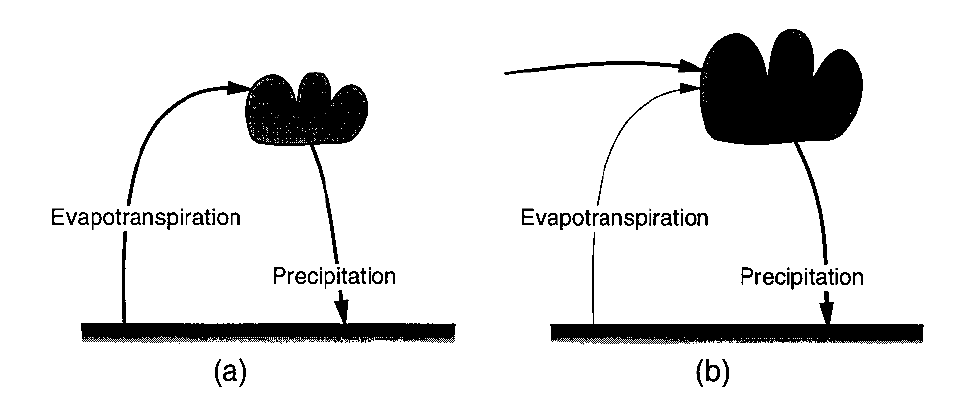 Evapotranspiration
Precipitation
(a)
Evapotranspiration
Precipitation
(b)